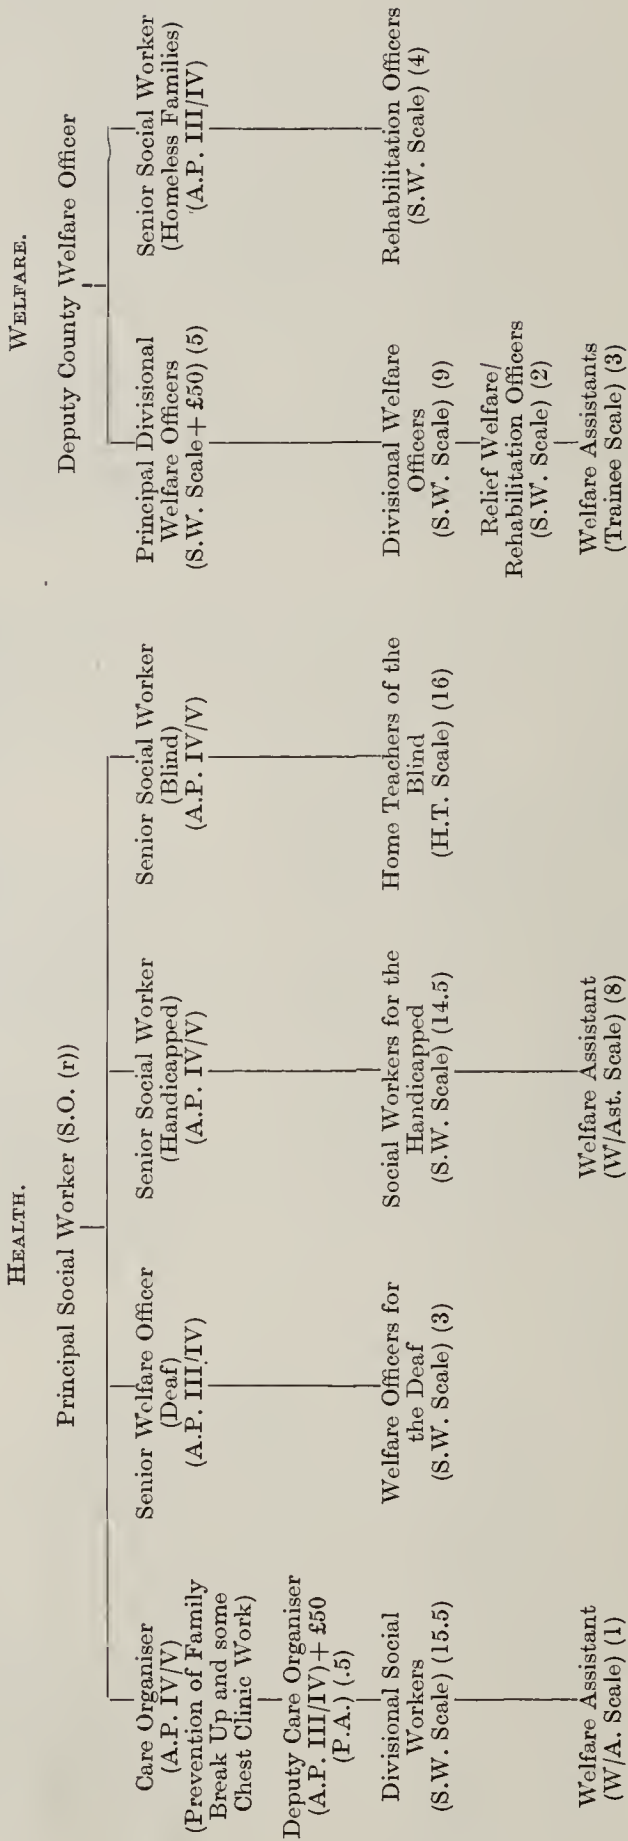 HEALTH.
Principal Social Worker (S.O. (r))
Care Organiser
(A.P. IV/V)
(Prevention of Family
Break Up and some
Chest Clinic Work)
Deputy Care Organiser
(A.P. III/IV)+£50
(P.A.) (.5)
Divisional Social
Workers
(S.W. Scale) (15.5)
Welfare Assistant
(W/A. Scale) (1)
Senior Welfare Officer
(Deaf)
(A.P. III/IV)
Welfare Officers for
the Deaf
(S.W. Scale) (3)
Senior Social Worker
(Handicapped)
(A.P. IV/V)
Social Workers for the
Handicapped
(S.W. Scale) (14.5)
Welfare Assistant
(W/Ast. Scale) (8)
Senior Social Worker
(Blind)
(A.P. IV/V)
Home Teachers of the
Blind
(H.T. Scale) (16)
WELFARE.
Deputy County Welfare Officer
Principal Divisional
Welfare Officers
(S.W. Scale+£50) (5)
Divisional Welfare
Officers
(S.W. Scale) (9)
Relief Welfare/
Rehabilitation Officers
(S.W. Scale) (2)
Welfare Assistants
(Trainee Scale) (3)
Senior Social Worker
(Homeless Families)
(A.P. III/IV)
Rehabilitation Officers
(S.W. Scale) (4)